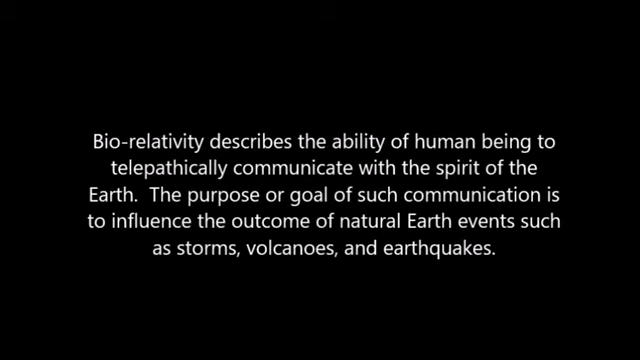 Bio-relativity describes the ability of human being to
telepathically communicate with the spirit of the
Earth.  The purpose or goal of such communication is
to influence the outcome of natural Earth events such
as storms, volcanoes, and earthquakes.